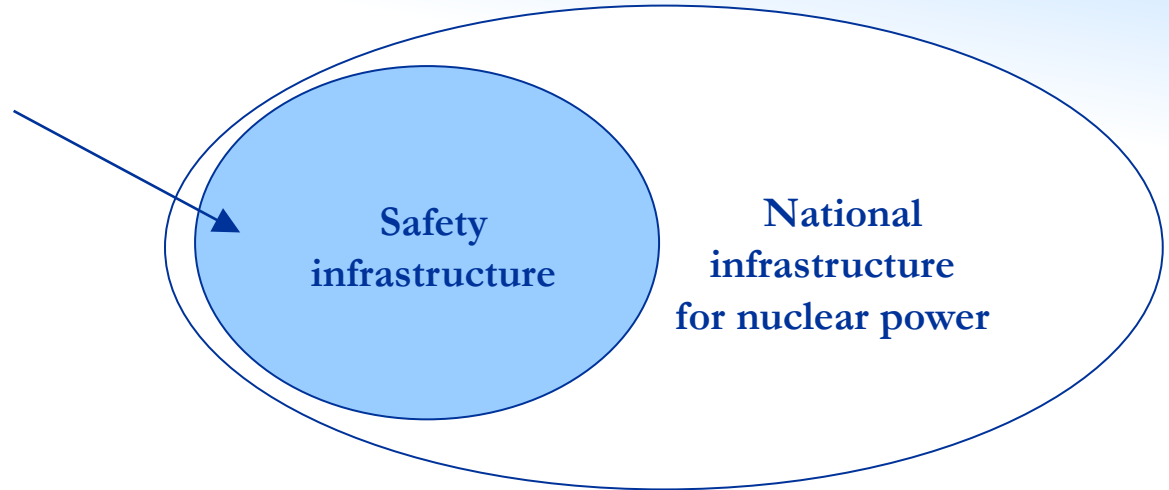 Safety
infrastructure
National
infrastructure
for nuclear power